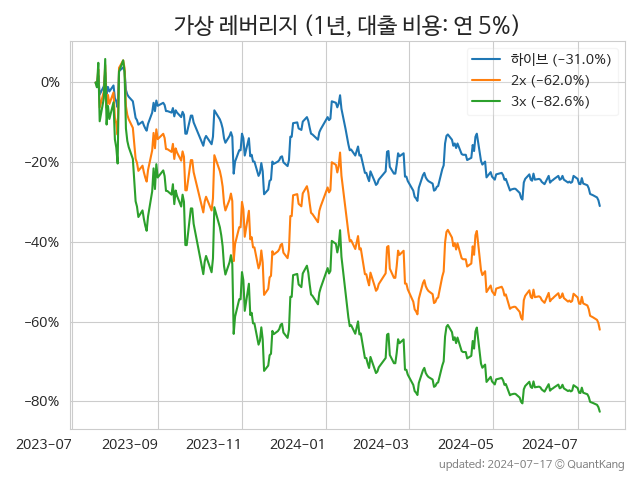 가상 레버리지 (1년, 대출 비용: 연 5%)
하이브 (−31.0%)
2x (−62.0%)
3x (−82.6%)
0%
−20%
−40%
−60%
−80%
2023-07 2023-09 2023-11 2024-01 2024-03 2024-05 2024-07
updated: 2024-07-17 © QuantKang